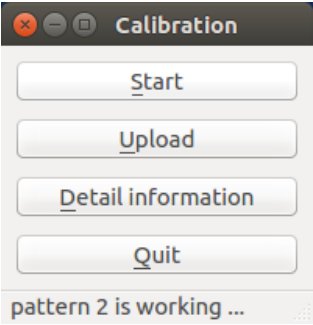 Calibration
Start
Upload
Detail information
Quit
pattern 2 is working ...